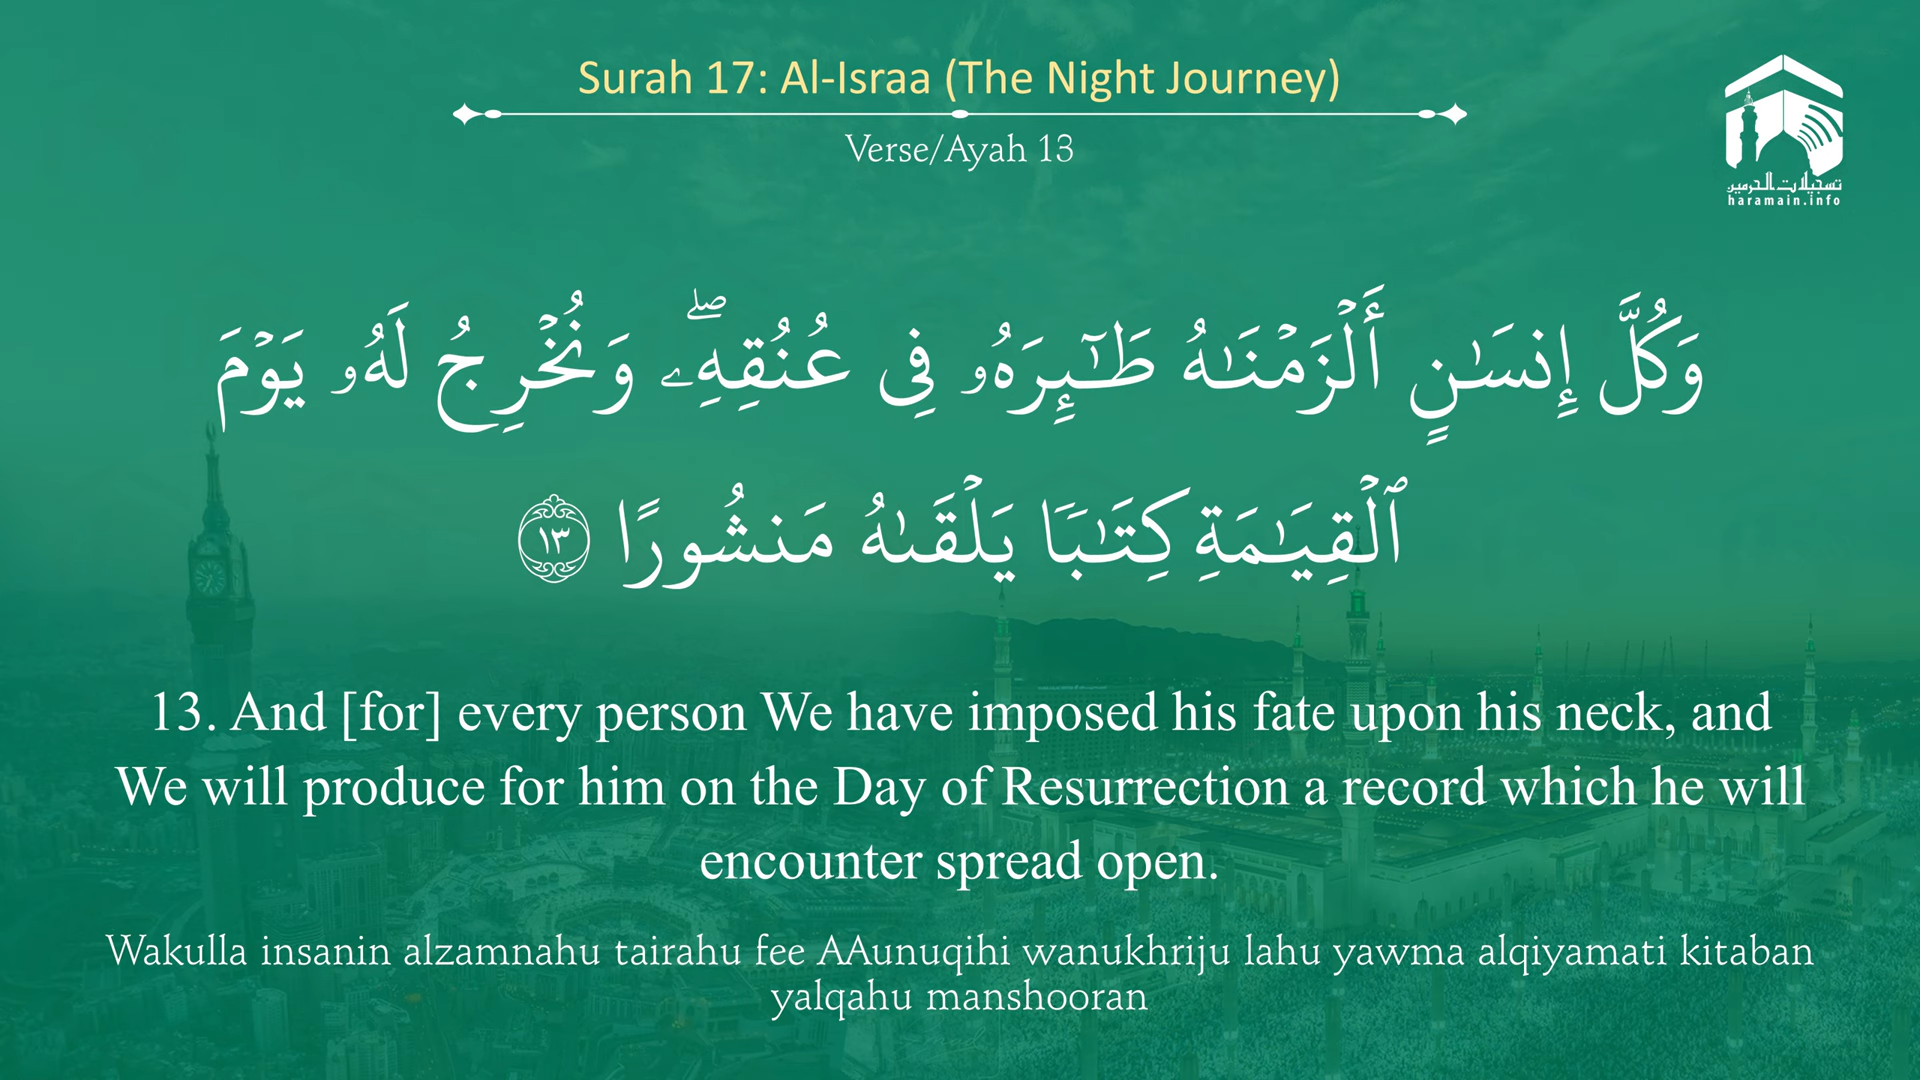 Surah 17: Al-Israa (The Night Journey)
Verse/Ayah 13
تسجيلات الحرمين
haramain.info
وَكُلَّ إِنسَـٰنٍ أَلْزَمْنَـٰهُ طَـٰٓئِرَهُۥ فِى عُنُقِهِۦ ۖ وَنُخْرِجُ لَهُۥ يَوْمَ
ٱلْقِيَـٰمَةِ كِتَـٰبًا يَلْقَىٰهُ مَنشُورًا ١٣
13. And [for] every person We have imposed his fate upon his neck, and
We will produce for him on the Day of Resurrection a record which he will
encounter spread open.
Wakulla insanin alzamnahu tairahu fee AAunuqihi wanukhriju lahu yawma alqiyamati kitaban
yalqahu manshooran